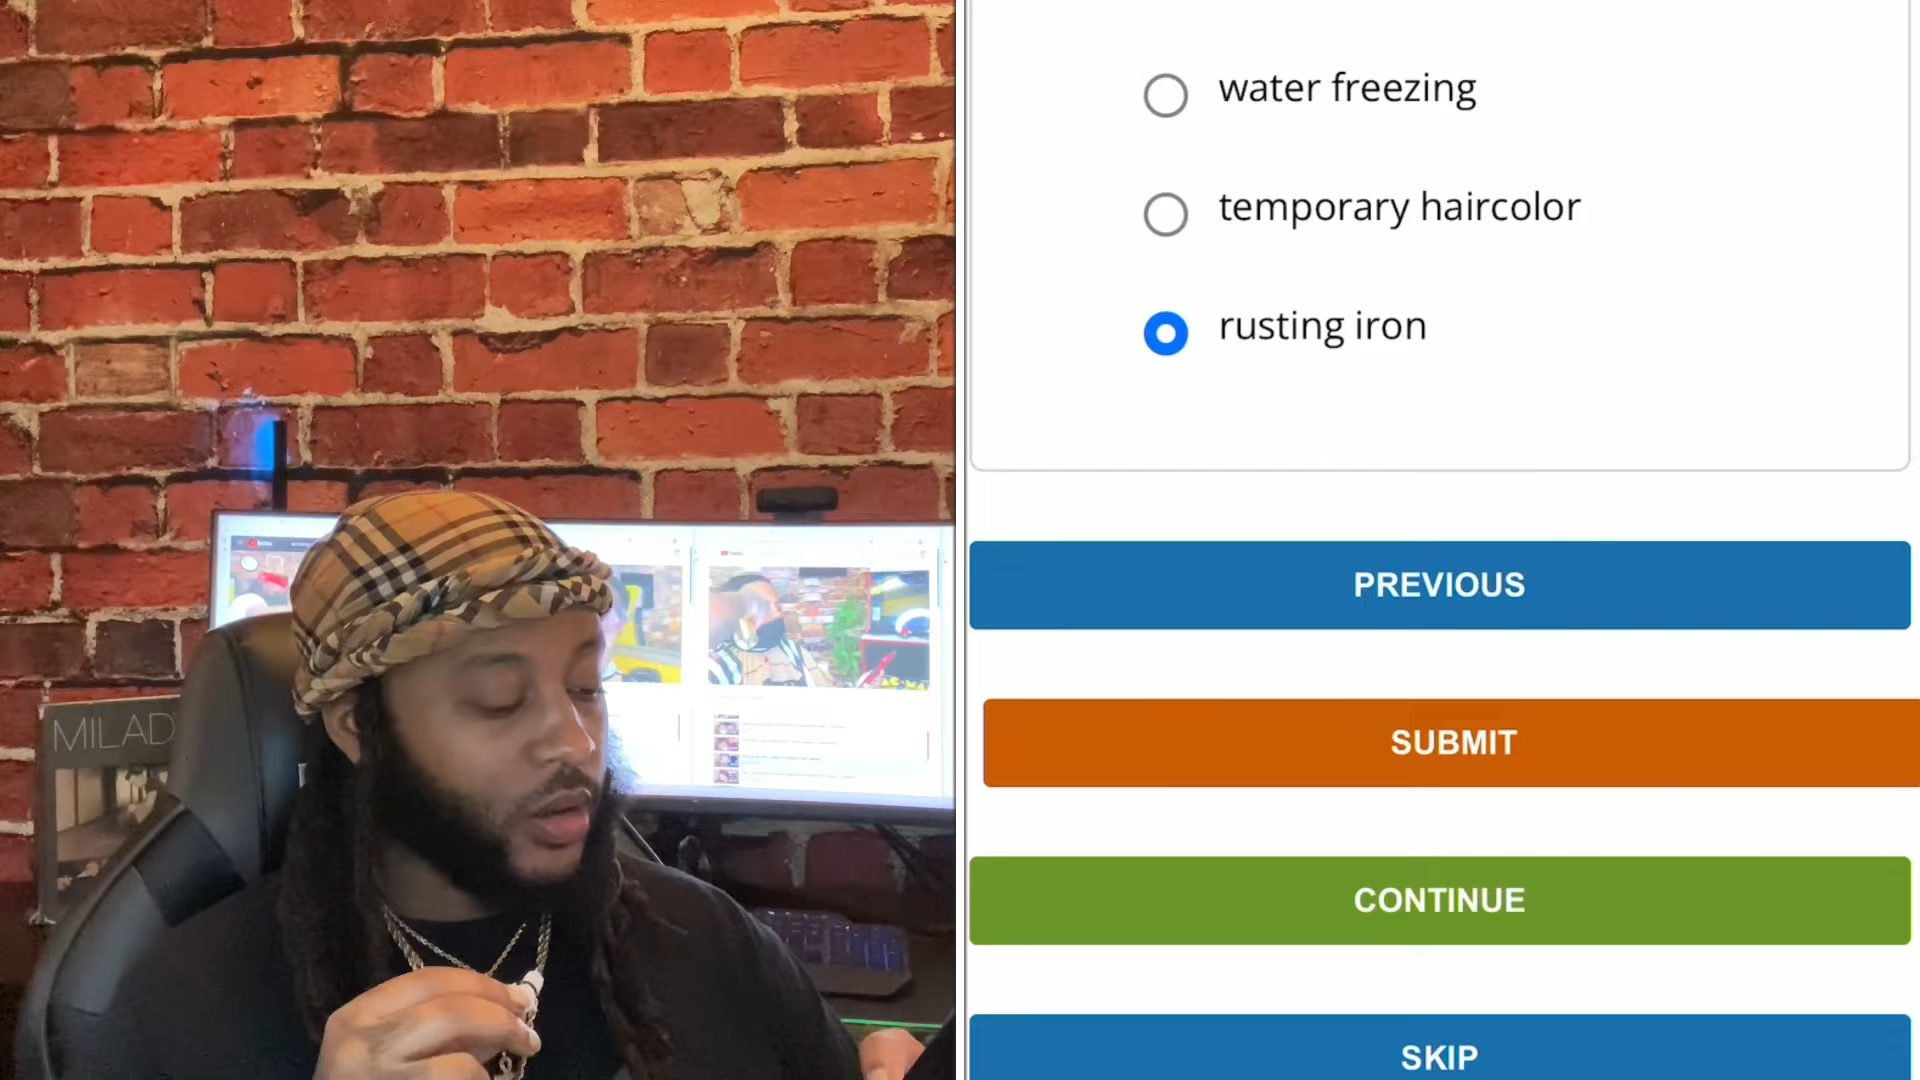 water freezing
temporary haircolor
rusting iron
PREVIOUS
SUBMIT
CONTINUE
SKIP
MILAD